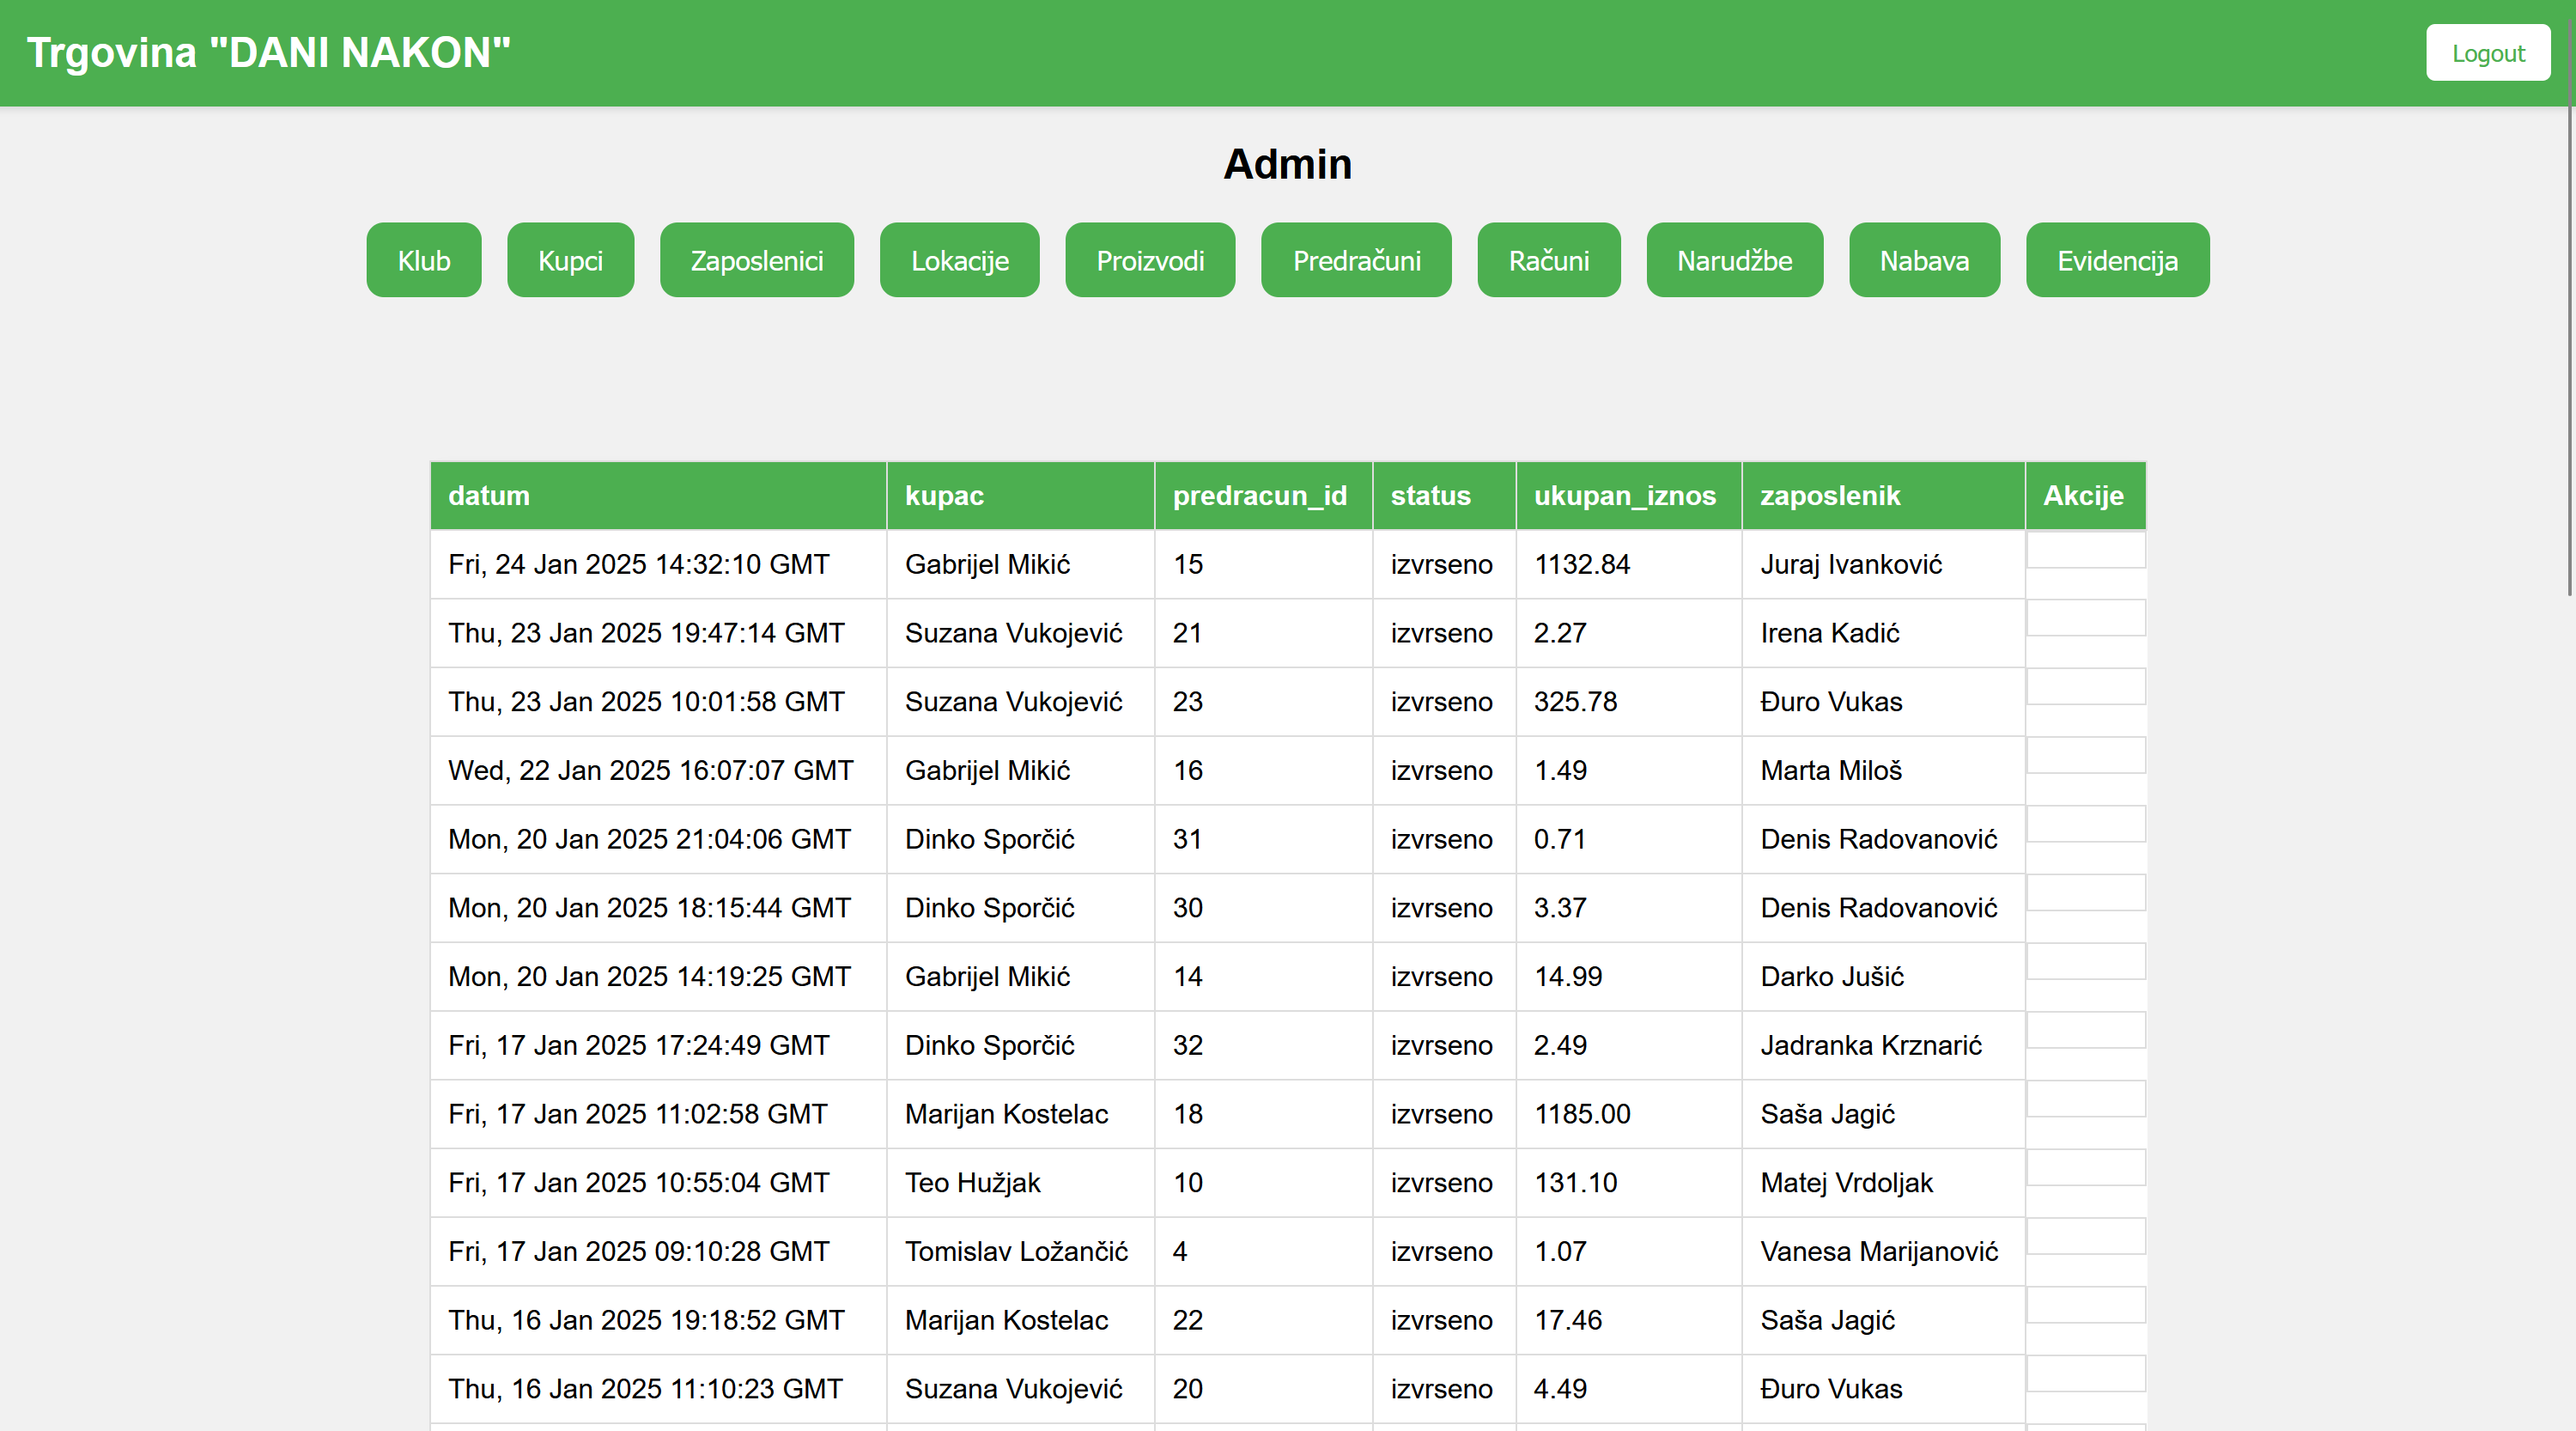 Trgovina "DANI NAKON" Logout
Admin
Klub Kupci Zaposlenici Lokacije Proizvodi Predračuni Računi Narudžbe Nabava Evidencija
datum kupac predracun_id status ukupan_iznos zaposlenik Akcije
Fri, 24 Jan 2025 14:32:10 GMT Gabrijel Mikić 15 izvrseno 1132.84 Juraj Ivanković
Thu, 23 Jan 2025 19:47:14 GMT Suzana Vukojević 21 izvrseno 2.27 Irena Kadić
Thu, 23 Jan 2025 10:01:58 GMT Suzana Vukojević 23 izvrseno 325.78 Đuro Vukas
Wed, 22 Jan 2025 16:07:07 GMT Gabrijel Mikić 16 izvrseno 1.49 Marta Miloš
Mon, 20 Jan 2025 21:04:06 GMT Dinko Sporčić 31 izvrseno 0.71 Denis Radovanović
Mon, 20 Jan 2025 18:15:44 GMT Dinko Sporčić 30 izvrseno 3.37 Denis Radovanović
Mon, 20 Jan 2025 14:19:25 GMT Gabrijel Mikić 14 izvrseno 14.99 Darko Jušić
Fri, 17 Jan 2025 17:24:49 GMT Dinko Sporčić 32 izvrseno 2.49 Jadranka Krznarić
Fri, 17 Jan 2025 11:02:58 GMT Marijan Kostelac 18 izvrseno 1185.00 Saša Jagić
Fri, 17 Jan 2025 10:55:04 GMT Teo Hužjak 10 izvrseno 131.10 Matej Vrdoljak
Fri, 17 Jan 2025 09:10:28 GMT Tomislav Ložančić 4 izvrseno 1.07 Vanesa Marijanović
Thu, 16 Jan 2025 19:18:52 GMT Marijan Kostelac 22 izvrseno 17.46 Saša Jagić
Thu, 16 Jan 2025 11:10:23 GMT Suzana Vukojević 20 izvrseno 4.49 Đuro Vukas